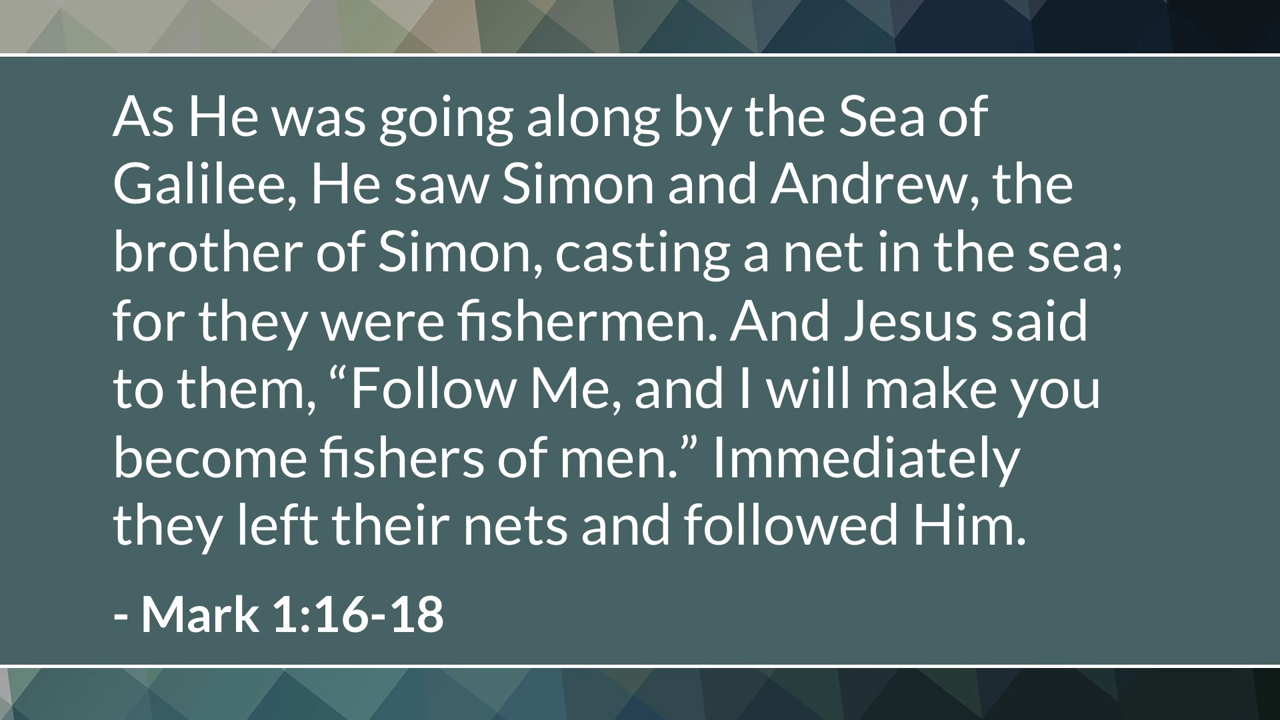 As He was going along by the Sea of
Galilee, He saw Simon and Andrew, the
brother of Simon, casting a net in the sea;
for they were fishermen. And Jesus said
to them, “Follow Me, and I will make you
become fishers of men.” Immediately
they left their nets and followed Him.
- Mark 1:16-18